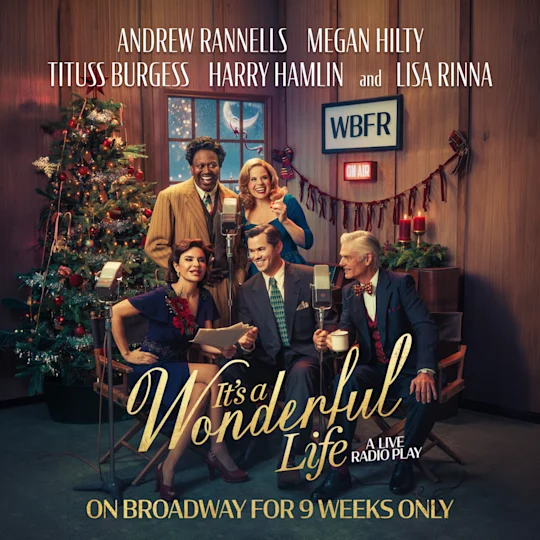 ANDREW RANNELLS MEGAN HILTY
TITUSS BURGESS HARRY HAMLIN and LISA RINNA
WBFR
ON AIR
It's a
Wonderful
Life
A LIVE
RADIO PLAY
ON BROADWAY FOR 9 WEEKS ONLY